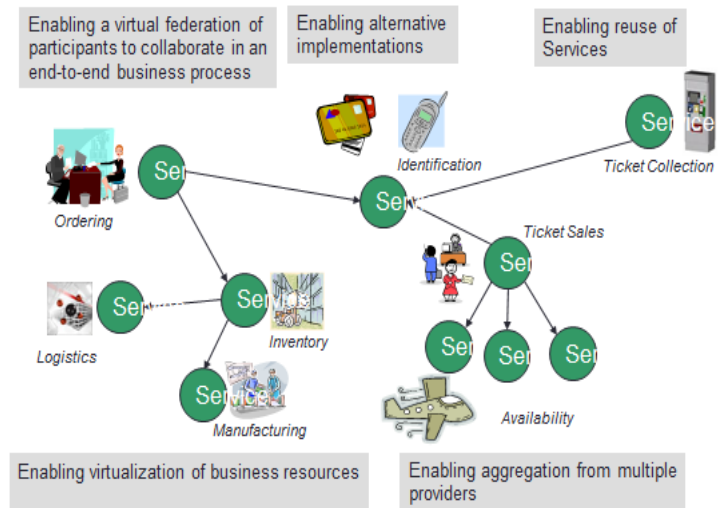 Enabling a virtual federation of
participants to collaborate in an
end-to-end business process
Enabling alternative
implementations
Enabling reuse of
Services
Service
Identification
Ticket Collection
Ser
Serv
Ordering
Ticket Sales
Ser
Service
Service
Logistics
Inventory
Ser
Ser
Ser
Service
Manufacturing
Availability
Enabling virtualization of business resources
Enabling aggregation from multiple
providers